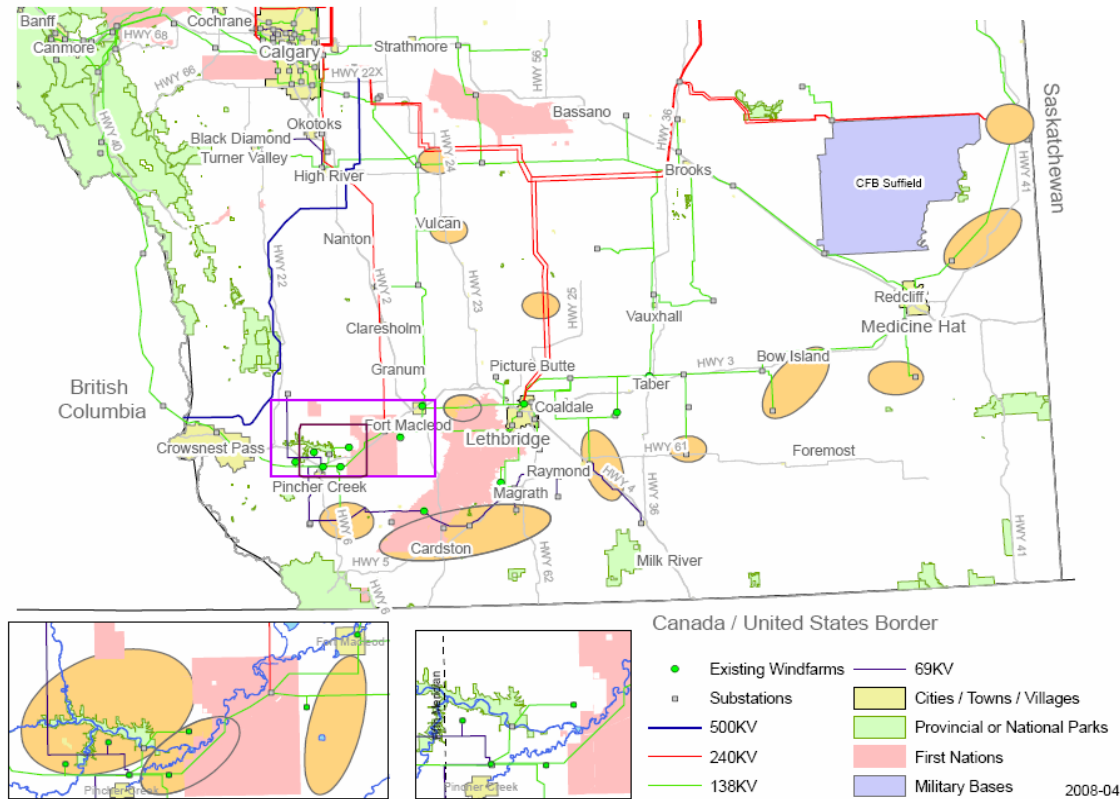 Banff
Cochrane
HWY 68
Canmore
Calgary
Strathmore
HWY 56
HWY 22X
HWY 66
HWY 40
Bassano
HWY 36
Saskatchewan
Okotoks
Black Diamond
Turner Valley
HWY 24
High River
Brooks
CFB Suffield
HWY 41
Vulcan
Nanton
HWY 22
HWY 2
HWY 23
HWY 25
Redcliff
Medicine Hat
Vauxhall
Claresholm
Bow Island
HWY 3
Picture Butte
Granum
Taber
British
Columbia
Coaldale
Fort Macleod
Lethbridge
Crowsnest Pass
HWY 61
Foremost
Raymond
HWY 4
Pincher Creek
Magrath
HWY 36
HWY 6
HWY 41
Cardston
HWY 5
HWY 62
Milk River
HWY 6
Canada / United States Border
Fort Macleod
Pincher Creek
5th Meridian
Pincher Creek
Existing Windfarms
69KV
Substations
Cities / Towns / Villages
500KV
Provincial or National Parks
240KV
First Nations
138KV
Military Bases
2008-04